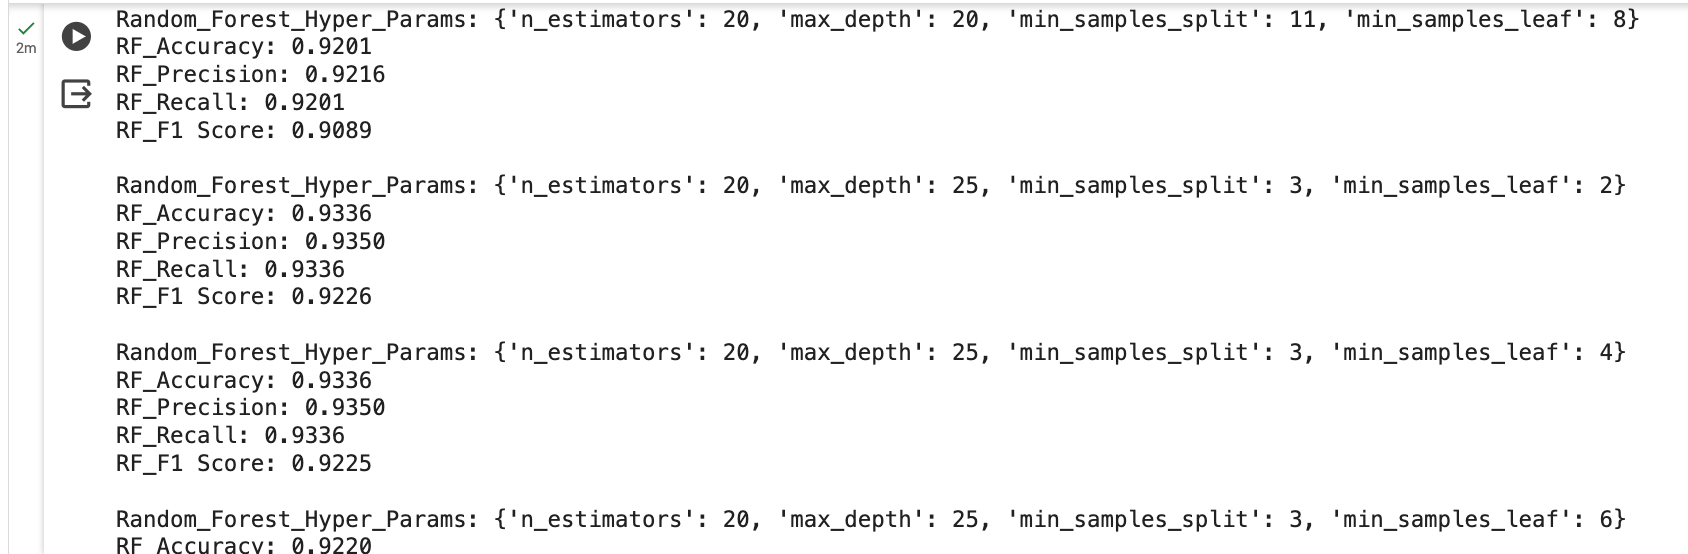 2m
Random_Forest_Hyper_Params: {'n_estimators': 20, 'max_depth': 20, 'min_samples_split': 11, 'min_samples_leaf': 8}
RF_Accuracy: 0.9201
RF_Precision: 0.9216
RF_Recall: 0.9201
RF_F1 Score: 0.9089
Random_Forest_Hyper_Params: {'n_estimators': 20, 'max_depth': 25, 'min_samples_split': 3, 'min_samples_leaf': 2}
RF_Accuracy: 0.9336
RF_Precision: 0.9350
RF_Recall: 0.9336
RF_F1 Score: 0.9226
Random_Forest_Hyper_Params: {'n_estimators': 20, 'max_depth': 25, 'min_samples_split': 3, 'min_samples_leaf': 4}
RF_Accuracy: 0.9336
RF_Precision: 0.9350
RF_Recall: 0.9336
RF_F1 Score: 0.9225
Random_Forest_Hyper_Params: {'n_estimators': 20, 'max_depth': 25, 'min_samples_split': 3, 'min_samples_leaf': 6}
RF_Accuracy: 0.9220